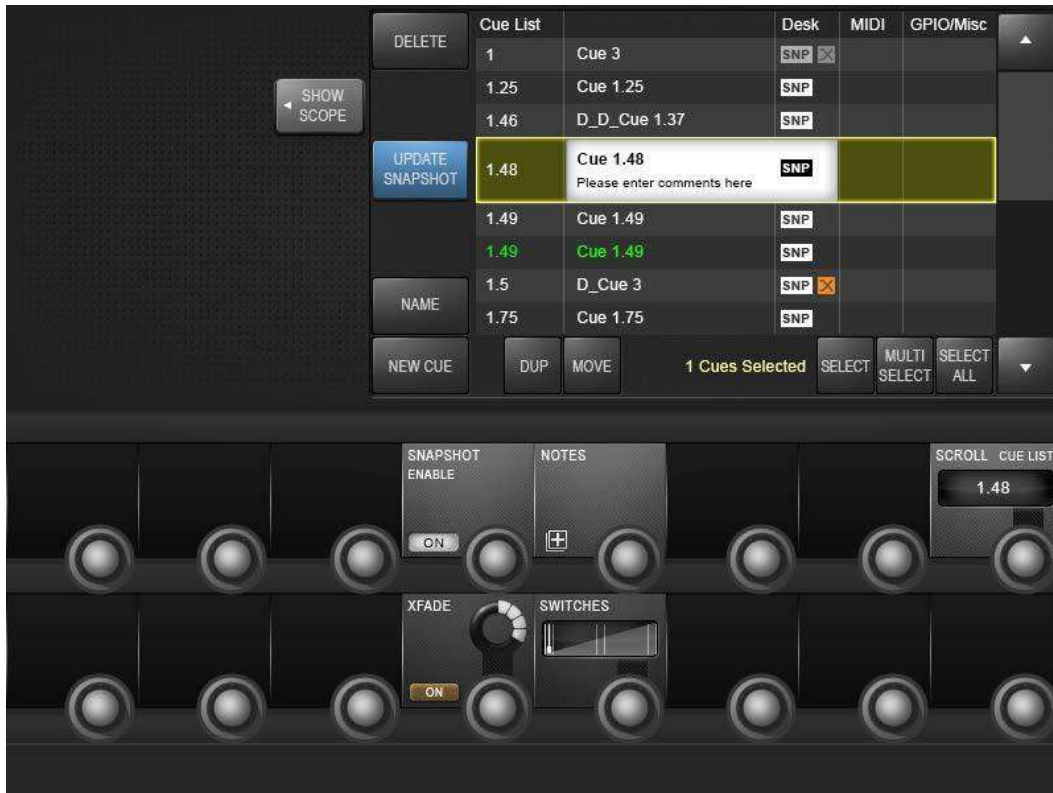 DELETE
SHOW
SCOPE
UPDATE
SNAPSHOT
NAME
NEW CUE
Cue List Desk MIDI GPIO/Misc
1 Cue 3 SNP
1.25 Cue 1.25 SNP
1.46 D_D_Cue 1.37 SNP
1.48 Cue 1.48 SNP
Please enter comments here
1.49 Cue 1.49 SNP
1.49 Cue 1.49 SNP
1.5 D_Cue 3 SNP
1.75 Cue 1.75 SNP
DUP MOVE 1 Cues Selected SELECT
MULTI
SELECT
SELECT
ALL
SNAPSHOT
ENABLE
ON
NOTES
SCROLL CUE LIST
1.48
XFADE
ON
SWITCHES